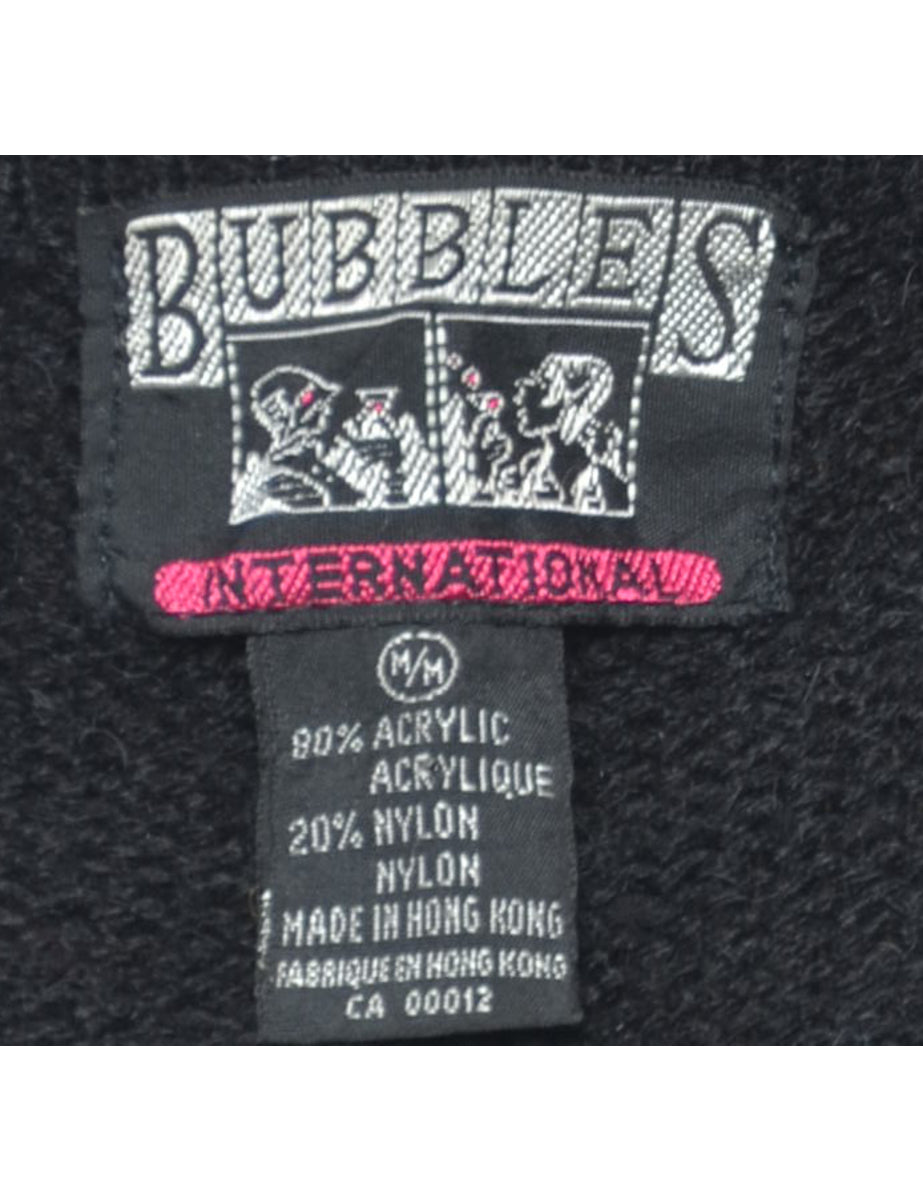 BUBBLES
INTERNATIONAL
M/M
80% ACRYLIC
ACRYLIQUE
20% NYLON
NYLON
MADE IN HONG KONG
FABRIQUE EN HONG KONG
CA 00012